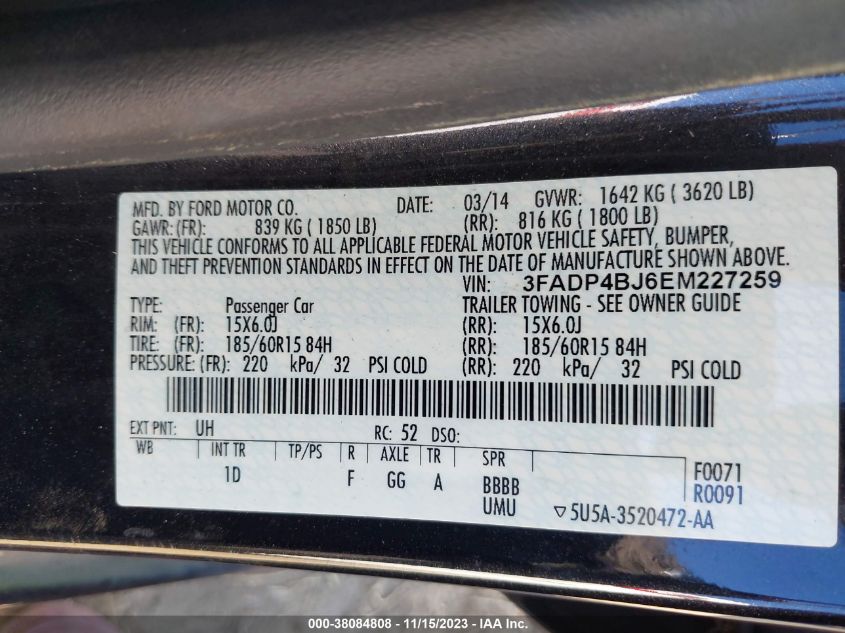 MFD. BY FORD MOTOR CO. DATE: 03/14 GVWR: 1642 KG ( 3620 LB)
GAWR: (FR): 839 KG ( 1850 LB) (RR): 816 KG ( 1800 LB)
THIS VEHICLE CONFORMS TO ALL APPLICABLE FEDERAL MOTOR VEHICLE SAFETY, BUMPER,
AND THEFT PREVENTION STANDARDS IN EFFECT ON THE DATE OF MANUFACTURE SHOWN ABOVE.
VIN: 3FADP4BJ6EM227259
TYPE: Passenger Car TRAILER TOWING - SEE OWNER GUIDE
RIM: (FR): 15X6.0J (RR): 15X6.0J
TIRE: (FR): 185/60R15 84H (RR): 185/60R15 84H
PRESSURE: (FR): 220 kPa/ 32 PSI COLD (RR): 220 kPa/ 32 PSI COLD
EXT PNT: UH RC: 52 DSO:
WB INT TR TP/PS R AXLE TR SPR
1D F GG A BBBB F0071
UMU R0091
▽5U5A-3520472-AA
000-38084808 - 11/15/2023 - IAA Inc.